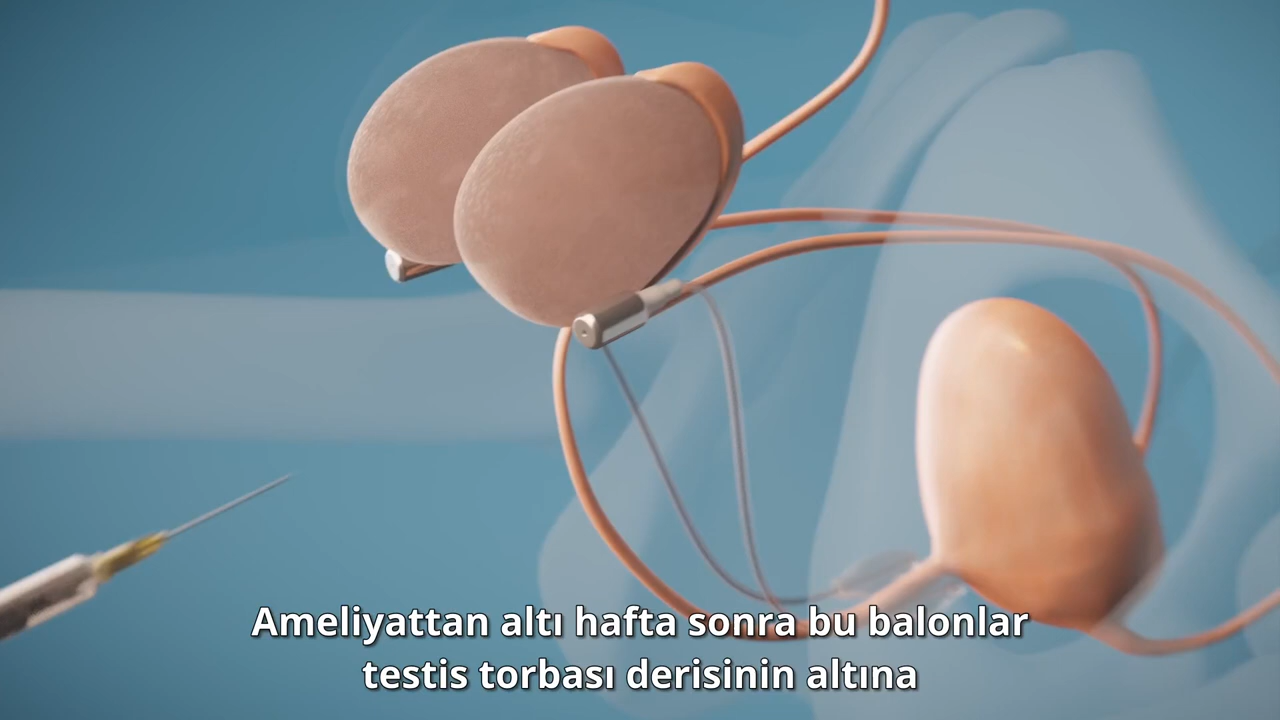 Ameliyattan altı hafta sonra bu balonlar
testis torbası derisinin altına